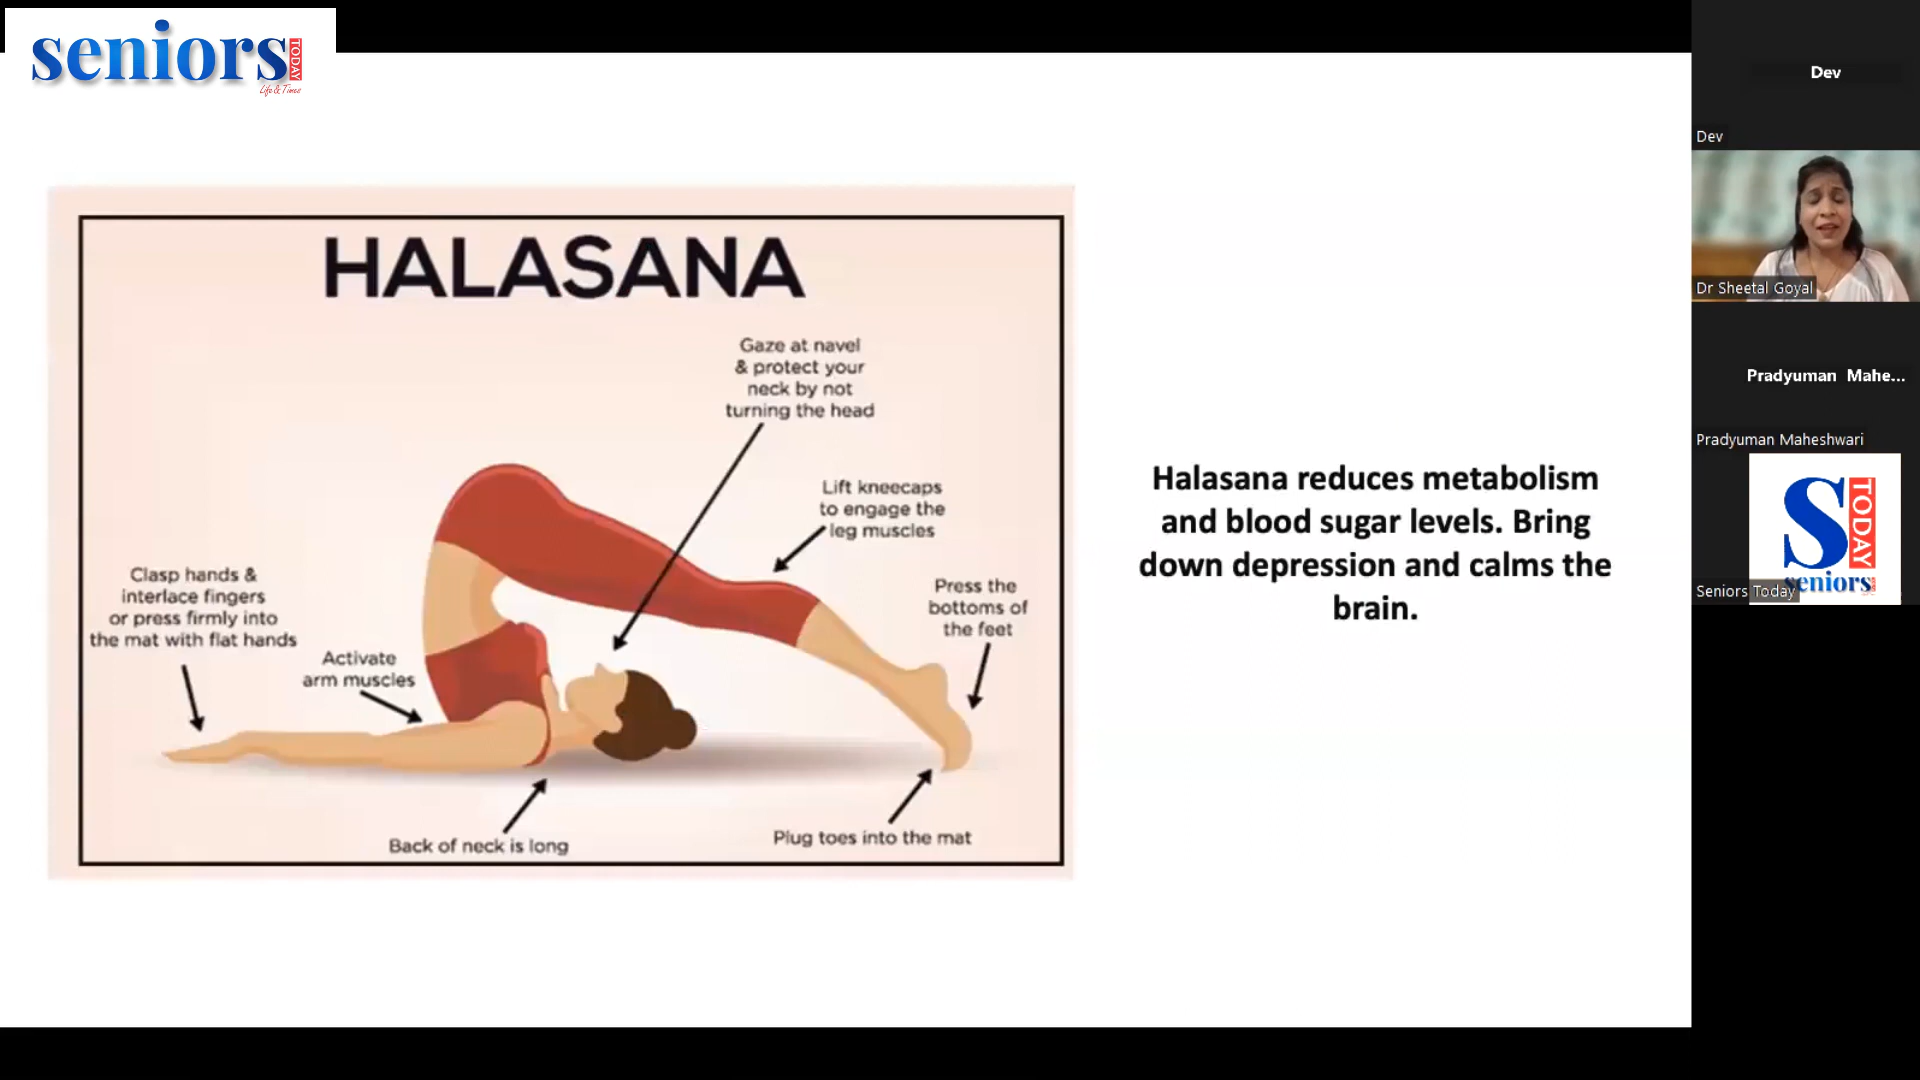 seniors
TODAY
Life & Times
HALASANA
Gaze at navel
& protect your
neck by not
turning the head
Lift kneecaps
to engage the
leg muscles
Press the
bottoms of
the feet
Clasp hands &
interlace fingers
or press firmly into
the mat with flat hands
Activate
arm muscles
Back of neck is long
Plug toes into the mat
Halasana reduces metabolism
and blood sugar levels. Bring
down depression and calms the
brain.
Dev
Dev
Dr Sheetal Goyal
Pradyuman Mahe...
Pradyuman Maheshwari
S
TODAY
seniors
Seniors Today